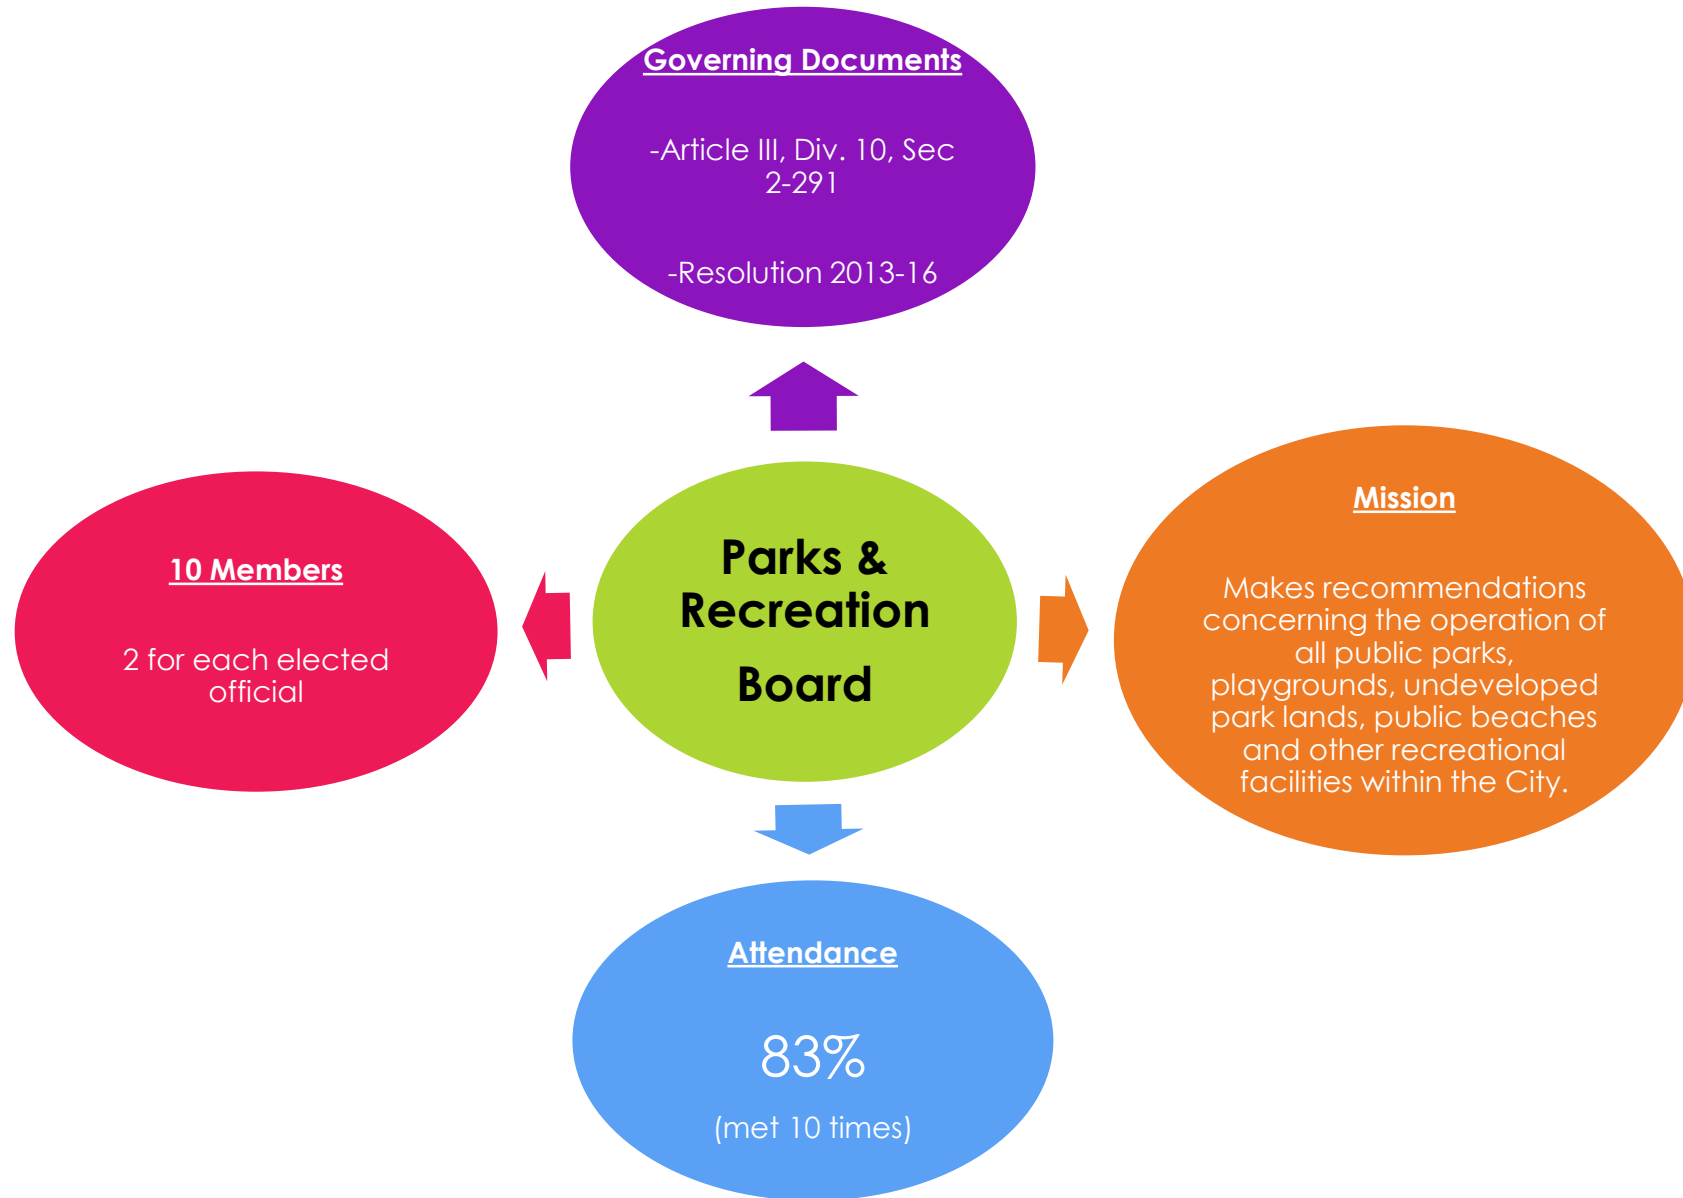 Governing Documents
-Article III, Div. 10, Sec
2-291
-Resolution 2013-16
10 Members
2 for each elected
official
Parks &
Recreation
Board
Mission
Makes recommendations
concerning the operation of
all public parks,
playgrounds, undeveloped
park lands, public beaches
and other recreational
facilities within the City.
Attendance
83%
(met 10 times)